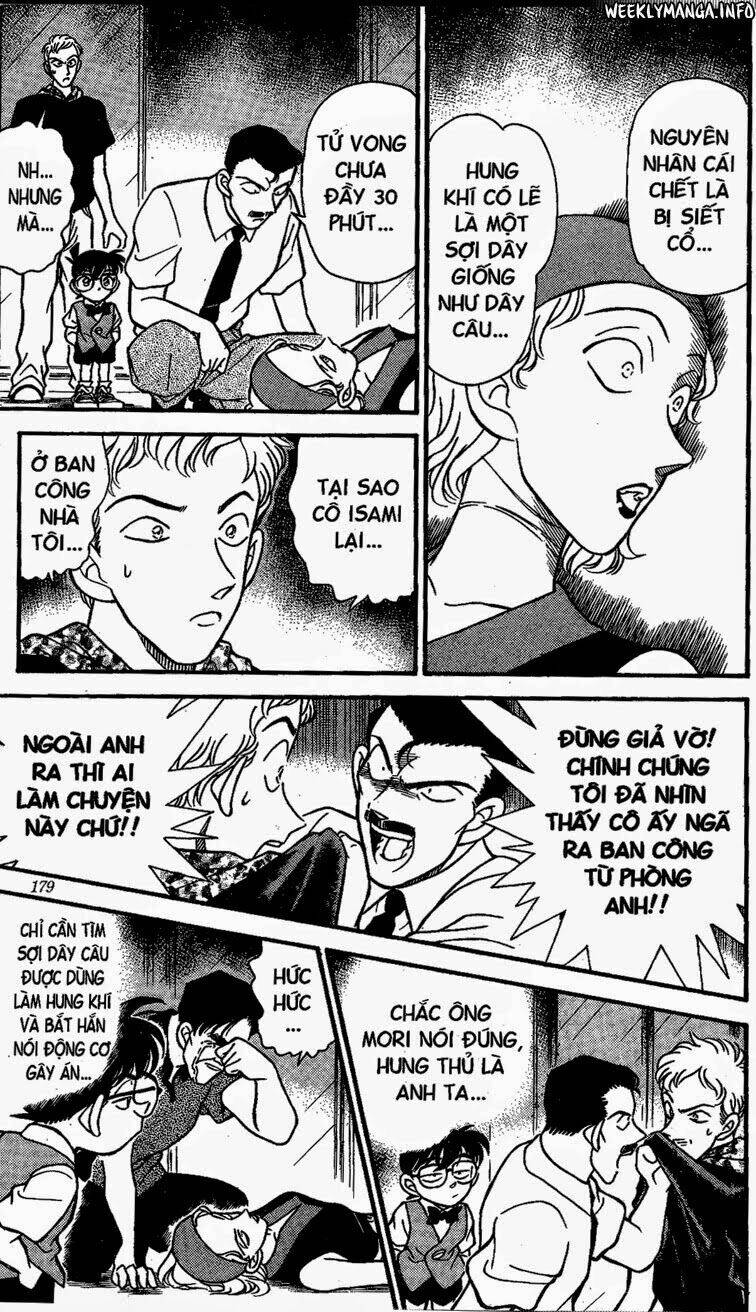 WEEKLYMANGA.INFO
NGUYÊN
NHÂN CÁI
CHẾT LÀ
BỊ SIẾT
CỔ...
HUNG
KHÍ CÓ LẼ
LÀ MỘT
SỢI DÂY
GIỐNG
NHƯ DÂY
CÂU...
TỬ VONG
CHƯA
ĐẦY 30
PHÚT...
NH...
NHƯNG
MÀ...
TẠI SAO
CÔ ISAMI
LẠI...
Ở BAN
CÔNG
NHÀ
TÔI...
ĐỪNG GIẢ VỜ!
CHÍNH CHÚNG
TÔI ĐÃ NHÌN
THẤY CÔ ẤY NGÃ
RA BAN CÔNG
TỪ PHÒNG
ANH!!
NGOÀI ANH
RA THÌ AI
LÀM CHUYỆN
NÀY CHỨ!!
179
CHẮC ÔNG
MORI NÓI ĐÚNG,
HUNG THỦ LÀ
ANH TA...
HỨC
HỨC
...
CHỈ CẦN TÌM
SỢI DÂY CÂU
ĐƯỢC DÙNG
LÀM HUNG KHÍ
VÀ BẮT HẮN
NÓI ĐỘNG CƠ
GÂY ÁN...